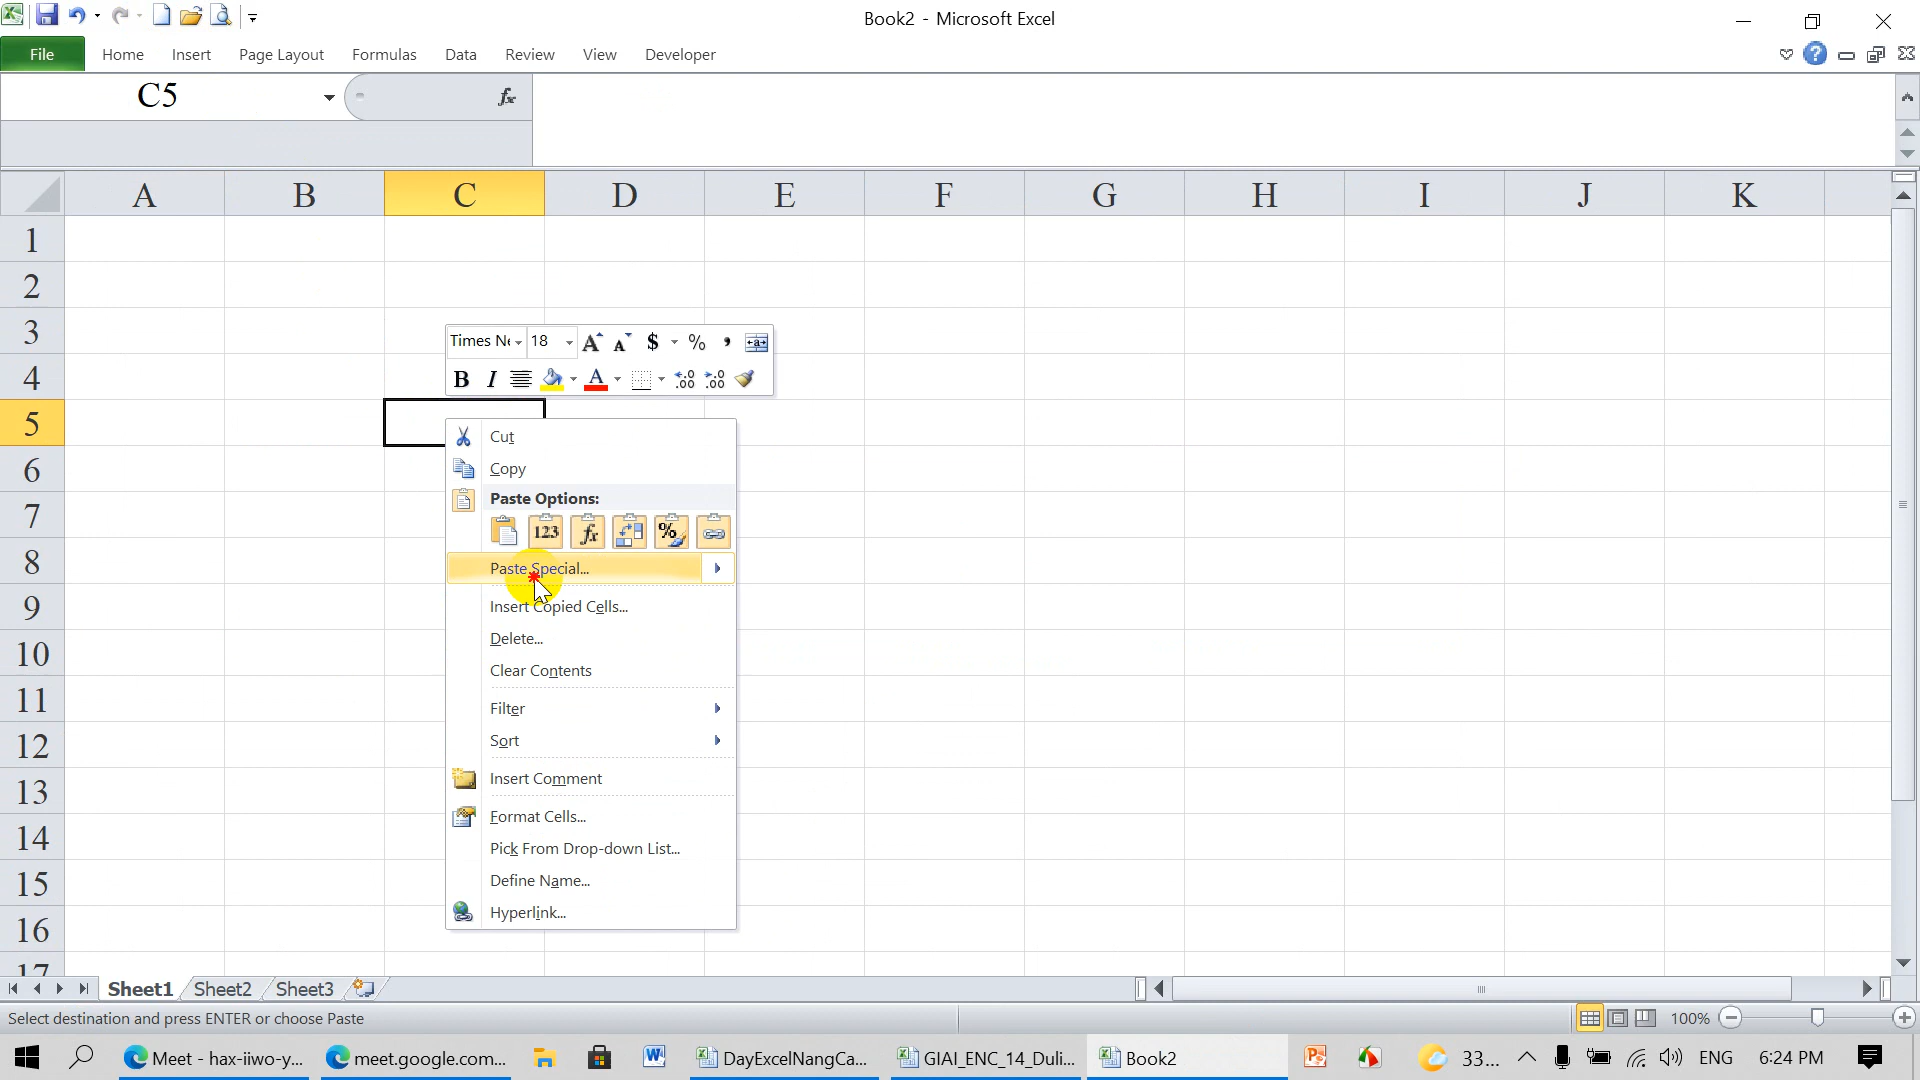 Book2 - Microsoft Excel
File Home Insert Page Layout Formulas Data Review View Developer
C5 fx
A B C D E F G H I J K
1
2
3
Times Ne 18 A A $ % , a
4
B I A .00 .00
5
Cut
6
Copy
Paste Options:
7
123 fx %
8
Paste Special...
9
Insert Copied Cells...
10
Delete...
Clear Contents
11
Filter
12
Sort
13
Insert Comment
14
Format Cells...
Pick From Drop-down List...
15
Define Name...
16
Hyperlink...
17
Sheet1 Sheet2 Sheet3
Select destination and press ENTER or choose Paste 100%
Meet - hax-iiwo-y... meet.google.com... DayExcelNangCa... GIAI_ENC_14_Duli... Book2 33... ENG 6:24 PM